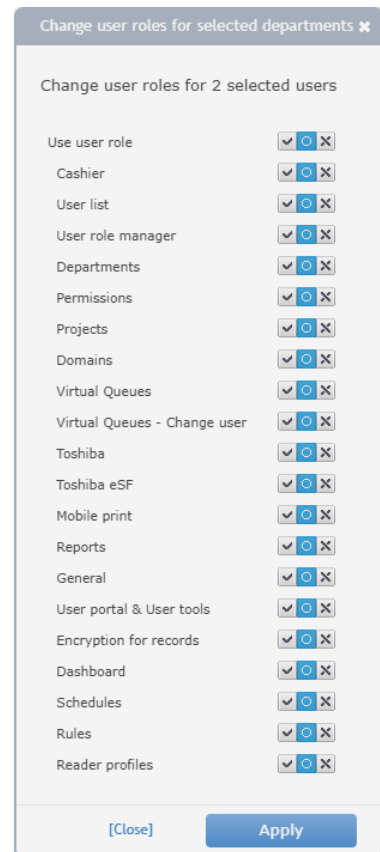 Change user roles for selected departments
Change user roles for 2 selected users
Use user role
Cashier
User list
User role manager
Departments
Permissions
Projects
Domains
Virtual Queues
Virtual Queues - Change user
Toshiba
Toshiba eSF
Mobile print
Reports
General
User portal & User tools
Encryption for records
Dashboard
Schedules
Rules
Reader profiles
[Close] Apply